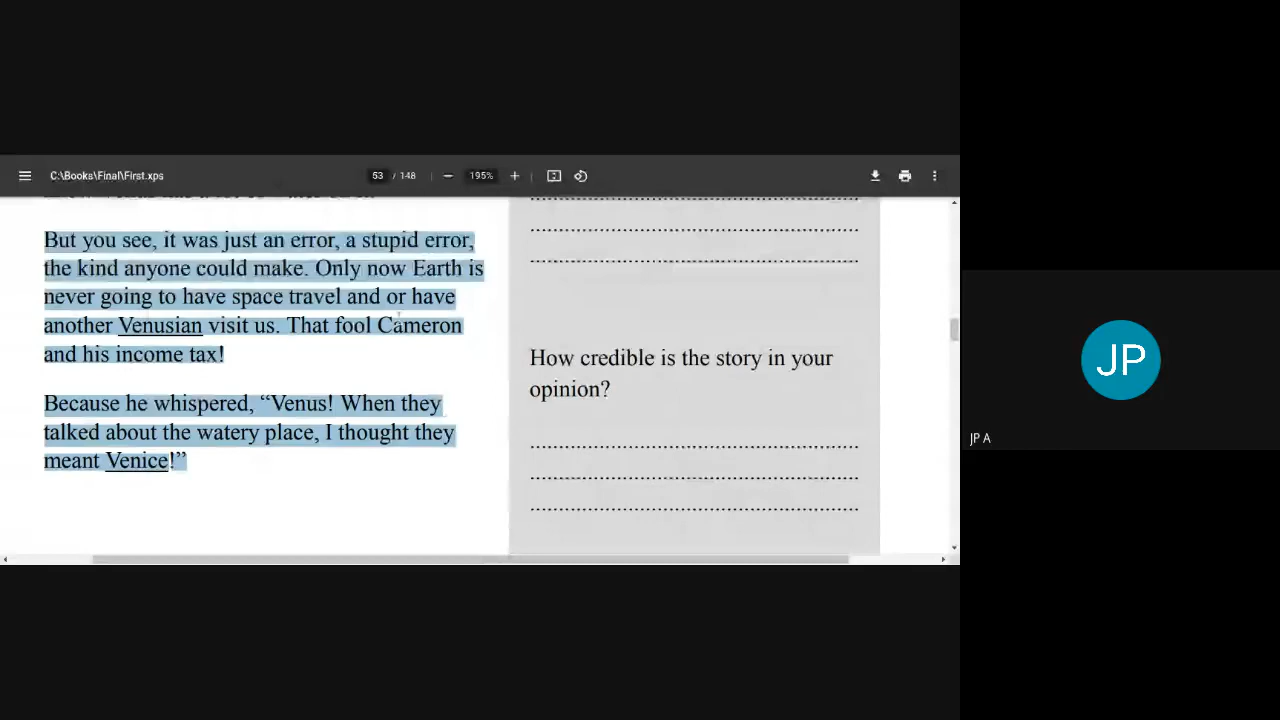 C:\Books\Final\First.xps
53 / 148
195%
But you see, it was just an error, a stupid error,
the kind anyone could make. Only now Earth is
never going to have space travel and or have
another Venusian visit us. That fool Cameron
and his income tax!
Because he whispered, “Venus! When they
talked about the watery place, I thought they
meant Venice!”
How credible is the story in your
opinion?
JP
JP A